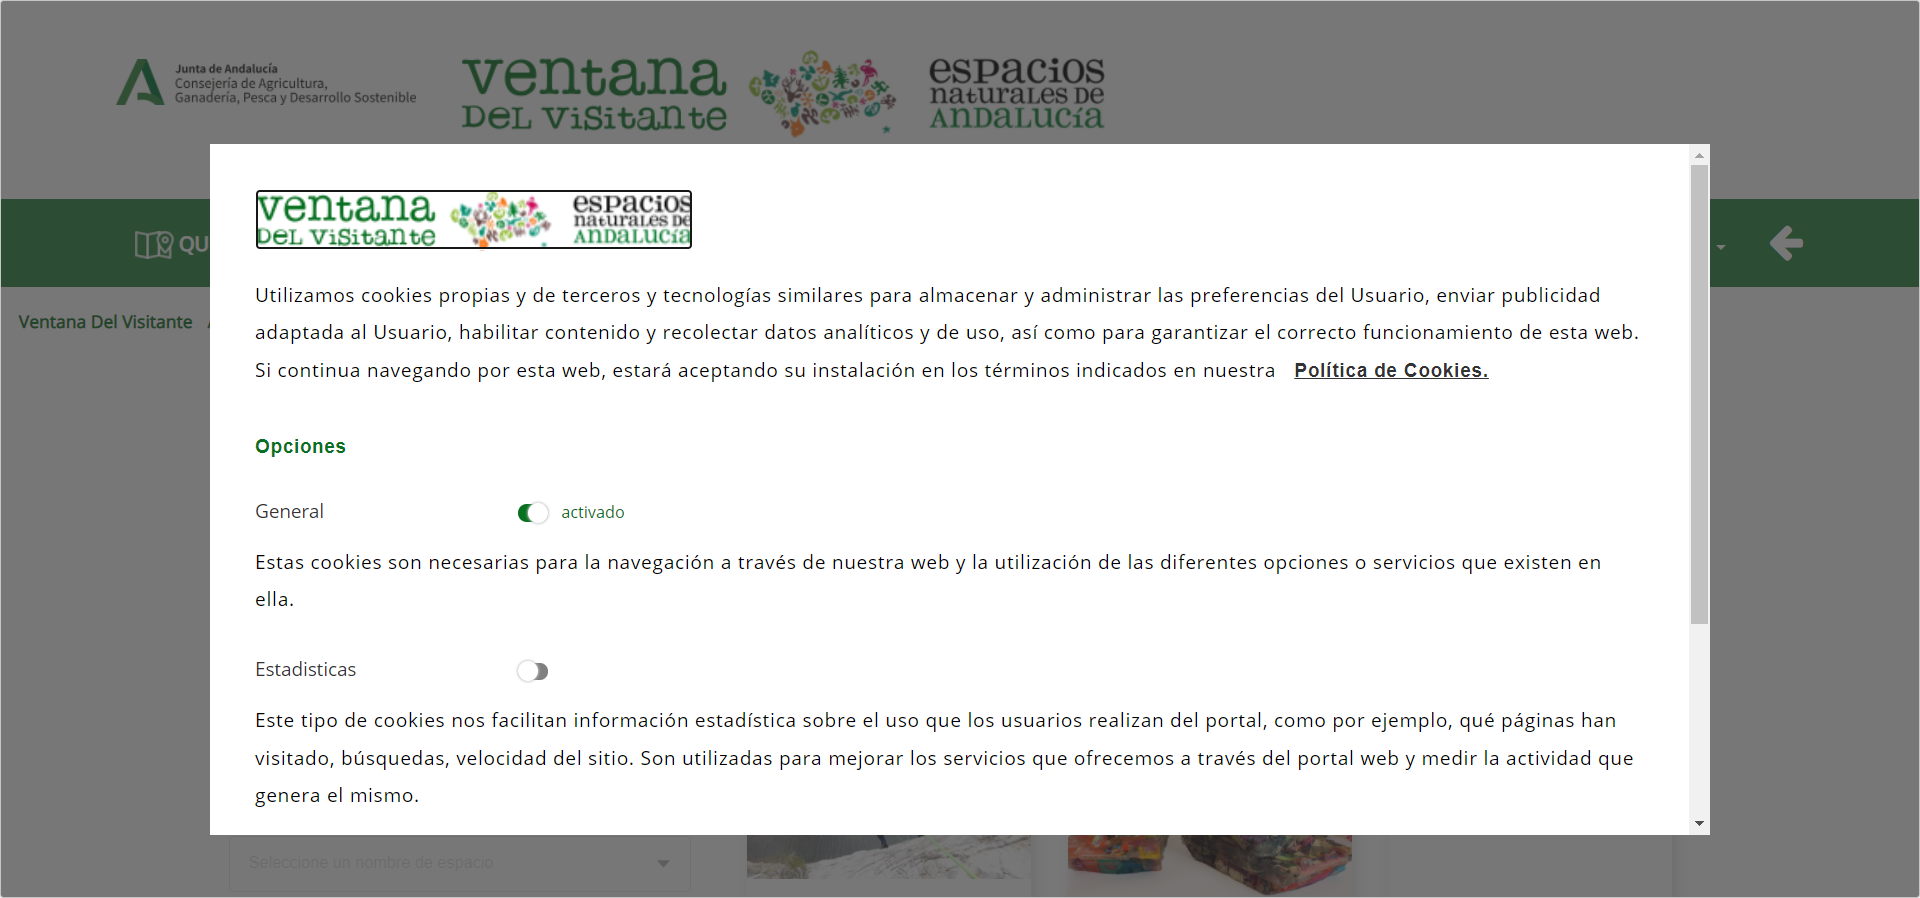 Junta de Andalucía
Consejería de Agricultura,
Ganadería, Pesca y Desarrollo Sostenible
ventana
DEL VISITANTE
ESPACIOS
NATURALES DE
ANDALUCÍA
QU
Ventana Del Visitante
ventana
DEL VISITANTE
ESPACIOS
NATURALES DE
ANDALUCÍA
Utilizamos cookies propias y de terceros y tecnologías similares para almacenar y administrar las preferencias del Usuario, enviar publicidad
adaptada al Usuario, habilitar contenido y recolectar datos analíticos y de uso, así como para garantizar el correcto funcionamiento de esta web.
Si continua navegando por esta web, estará aceptando su instalación en los términos indicados en nuestra Política de Cookies.
Opciones
General activado
Estas cookies son necesarias para la navegación a través de nuestra web y la utilización de las diferentes opciones o servicios que existen en
ella.
Estadisticas
Este tipo de cookies nos facilitan información estadística sobre el uso que los usuarios realizan del portal, como por ejemplo, qué páginas han
visitado, búsquedas, velocidad del sitio. Son utilizadas para mejorar los servicios que ofrecemos a través del portal web y medir la actividad que
genera el mismo.
Seleccione un nombre de espacio